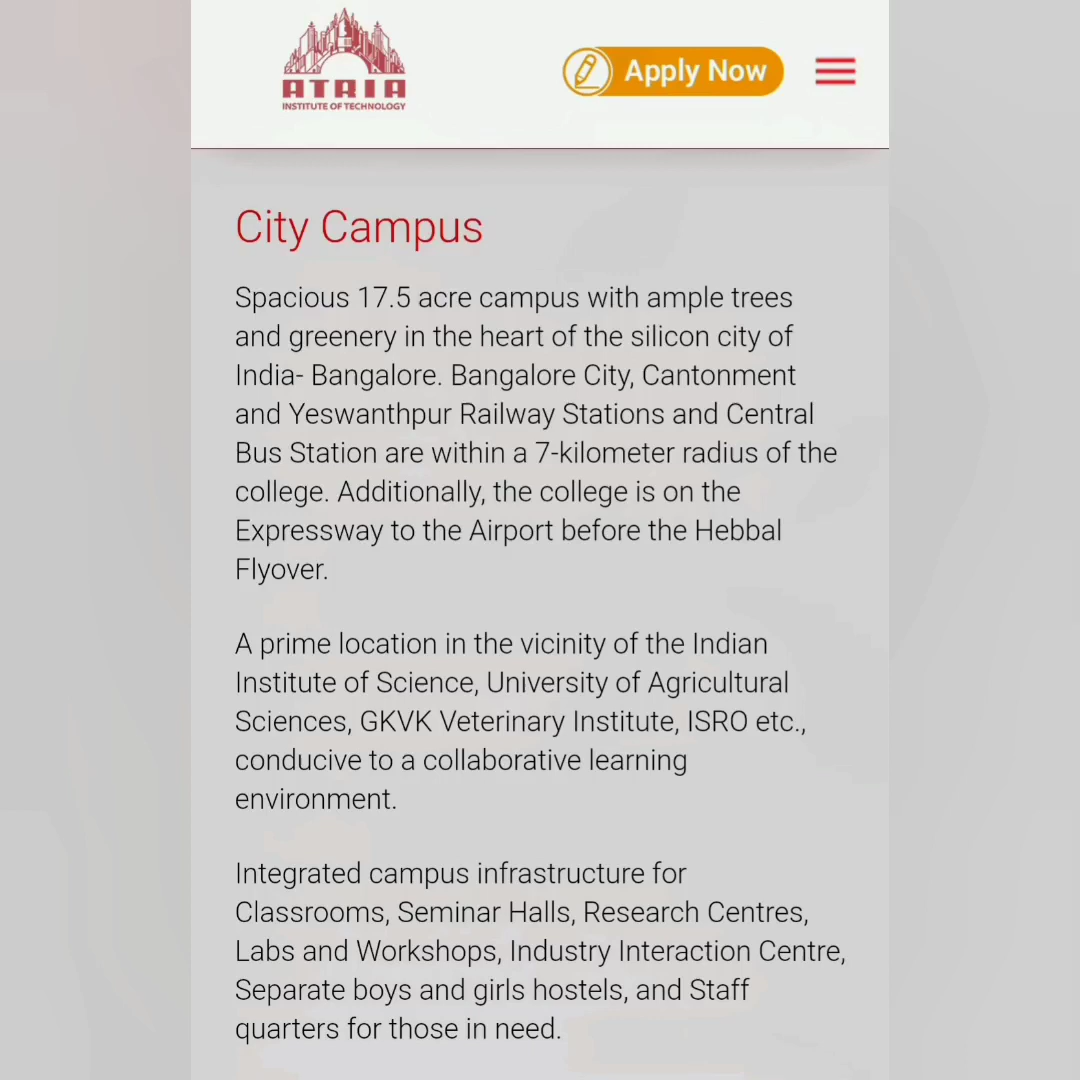 ATRIA
INSTITUTE OF TECHNOLOGY
Apply Now
City Campus
Spacious 17.5 acre campus with ample trees
and greenery in the heart of the silicon city of
India- Bangalore. Bangalore City, Cantonment
and Yeswanthpur Railway Stations and Central
Bus Station are within a 7-kilometer radius of the
college. Additionally, the college is on the
Expressway to the Airport before the Hebbal
Flyover.
A prime location in the vicinity of the Indian
Institute of Science, University of Agricultural
Sciences, GKVK Veterinary Institute, ISRO etc.,
conducive to a collaborative learning
environment.
Integrated campus infrastructure for
Classrooms, Seminar Halls, Research Centres,
Labs and Workshops, Industry Interaction Centre,
Separate boys and girls hostels, and Staff
quarters for those in need.